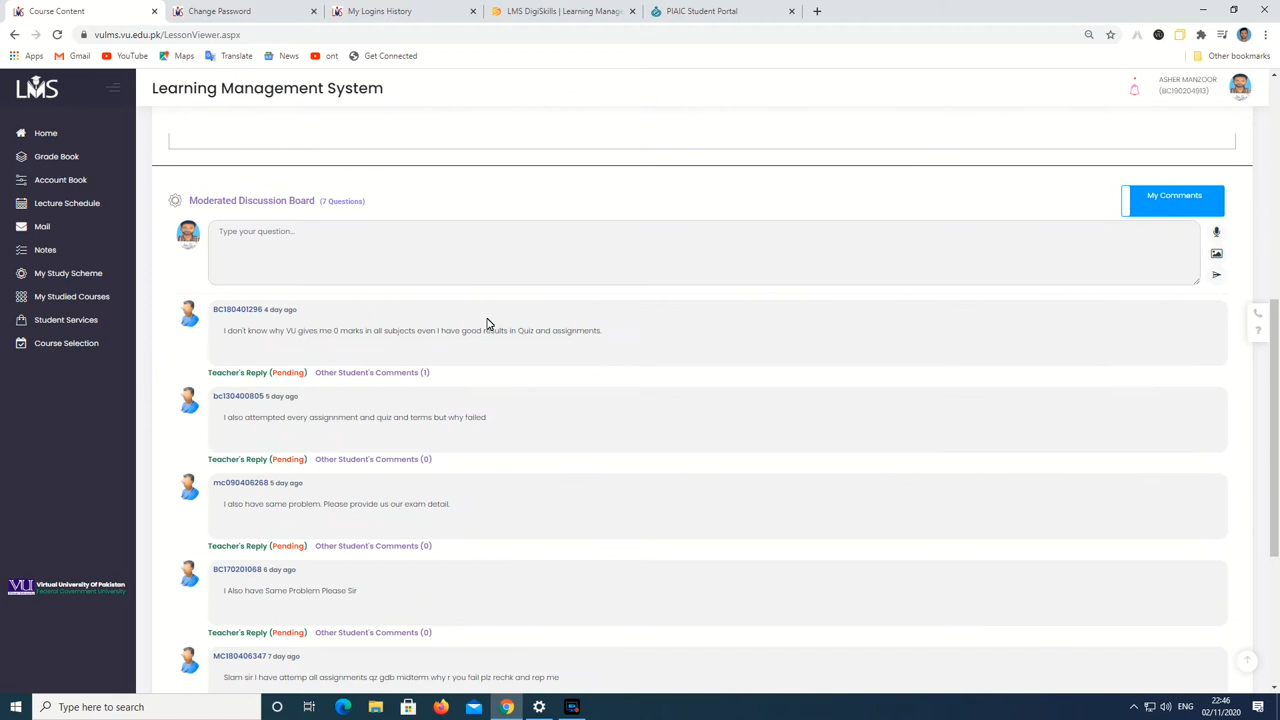 Course Content
Change Password
My Logins History
LMS DigiSkills | Learning Manage
PIAIC Student Portal
vulms.vu.edu.pk/LessonViewer.aspx
Apps
Gmail
YouTube
Maps
Translate
News
ont
Get Connected
Other bookmarks
LMS
Learning Management System
ASHER MANZOOR
(BC190204913)
Home
Grade Book
Account Book
Lecture Schedule
Mail
Notes
My Study Scheme
My Studied Courses
Student Services
Course Selection
VU Virtual University Of Pakistan
Federal Government University
Moderated Discussion Board (7 Questions)
My Comments
Type your question...
BC180401296 4 day ago
I don't know why VU gives me 0 marks in all subjects even I have good results in Quiz and assignments.
Teacher's Reply (Pending) Other Student's Comments (1)
bc130400805 5 day ago
I also attempted every assignnment and quiz and terms but why failed
Teacher's Reply (Pending) Other Student's Comments (0)
mc090406268 5 day ago
I also have same problem. Please provide us our exam detail.
Teacher's Reply (Pending) Other Student's Comments (0)
BC170201068 6 day ago
I Also have Same Problem Please Sir
Teacher's Reply (Pending) Other Student's Comments (0)
MC180406347 7 day ago
Slam sir I have attemp all assignments qz gdb midterm why r you fail plz rechk and rep me
Type here to search
ENG
22:46
02/11/2020